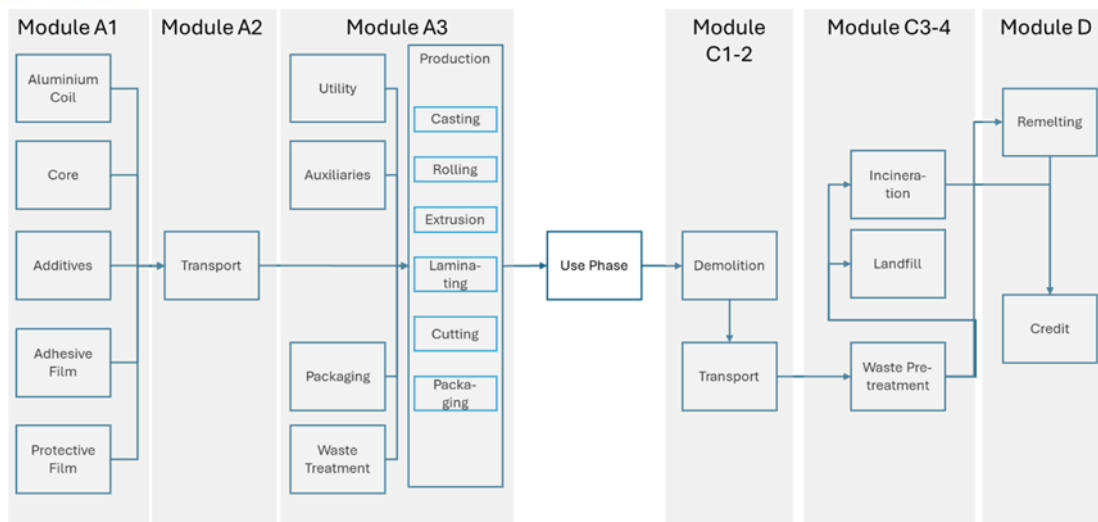 Module A1
Aluminium
Coil
Core
Additives
Adhesive
Film
Protective
Film
Module A2
Transport
Module A3
Utility
Auxiliaries
Packaging
Waste
Treatment
Production
Casting
Rolling
Extrusion
Lamina-
ting
Cutting
Packa-
ging
Use Phase
Module
C1-2
Demolition
Transport
Module C3-4
Incinera-
tion
Landfill
Waste Pre-
treatment
Module D
Remelting
Credit